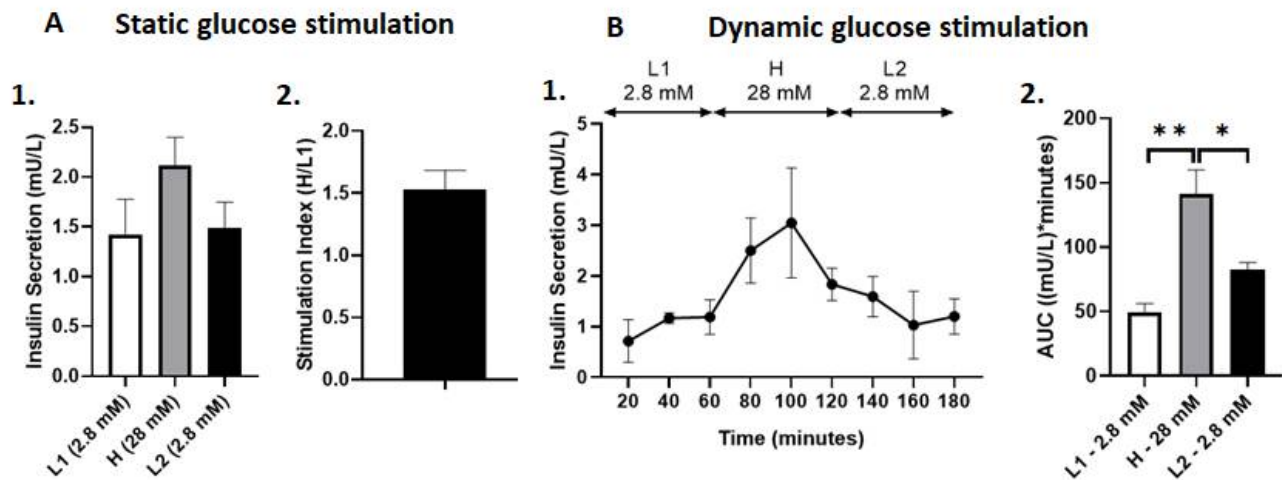 A Static glucose stimulation
1.
Insulin Secretion (mU/L)
2.5
2.0
1.5
1.0
0.5
0.0
L1 (2.8 mM)
H (28 mM)
L2 (2.8 mM)
2.
Stimulation Index (H/L1)
2.0
1.5
1.0
0.5
0.0
B Dynamic glucose stimulation
1.
L1 H L2
2.8 mM 28 mM 2.8 mM
Insulin Secretion (mU/L)
5
4
3
2
1
0
20 40 60 80 100 120 140 160 180
Time (minutes)
2.
AUC ((mU/L)*minutes)
200
150
100
50
0
** *
L1 - 2.8 mM
H - 28 mM
L2 - 2.8 mM